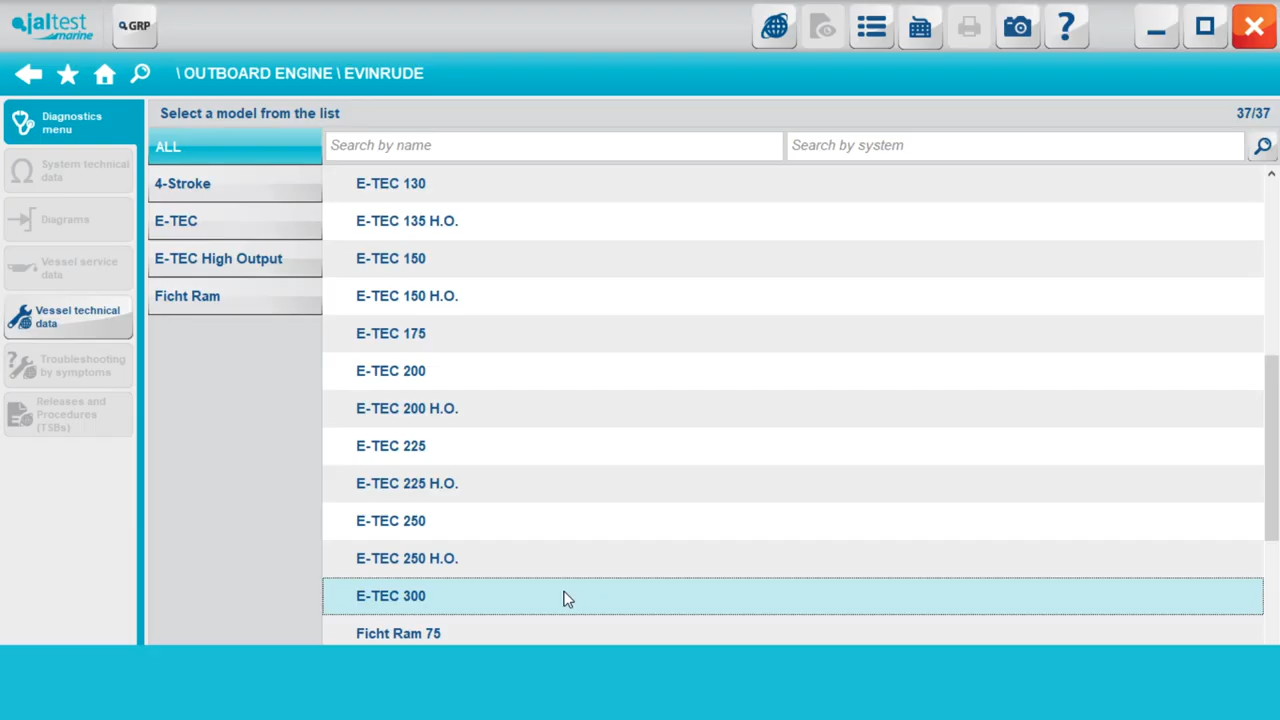 jaltest
marine
GRP
?
\ OUTBOARD ENGINE \ EVINRUDE
Diagnostics
menu
System technical
data
Diagrams
Vessel service
data
Vessel technical
data
Troubleshooting
by symptoms
Releases and
Procedures
(TSBs)
Select a model from the list
37/37
ALL
4-Stroke
E-TEC
E-TEC High Output
Ficht Ram
Search by name
Search by system
E-TEC 130
E-TEC 135 H.O.
E-TEC 150
E-TEC 150 H.O.
E-TEC 175
E-TEC 200
E-TEC 200 H.O.
E-TEC 225
E-TEC 225 H.O.
E-TEC 250
E-TEC 250 H.O.
E-TEC 300
Ficht Ram 75